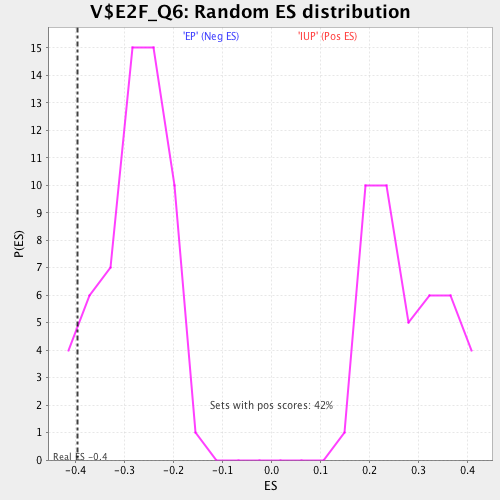 V$E2F_Q6: Random ES distribution
'EP' (Neg ES) 'IUP' (Pos ES)
15
14
13
12
11
10
9
8
7
6
5
4
3
2
1
0
P(ES)
Sets with pos scores: 42%
Real ES -0.4
-0.4 -0.3 -0.2 -0.1 0.0 0.1 0.2 0.3 0.4
ES